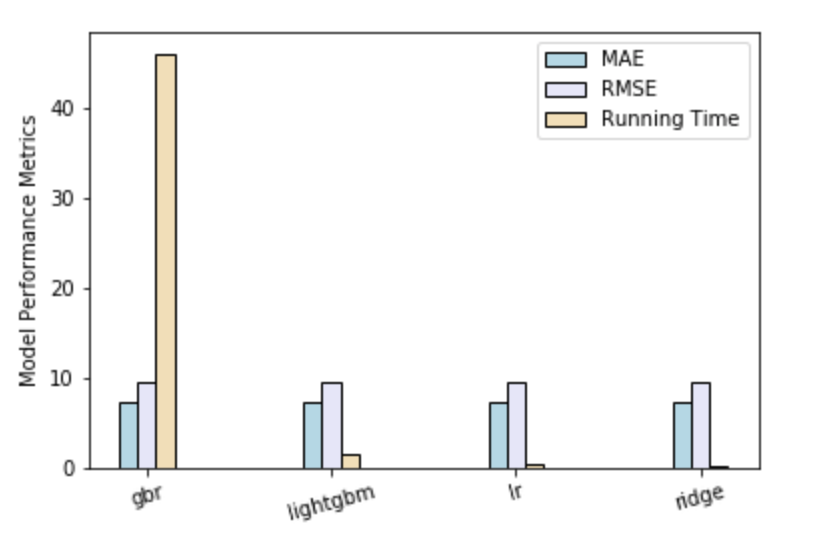 MAE
RMSE
Running Time
Model Performance Metrics
40
30
20
10
0
gbr
lightgbm
lr
ridge